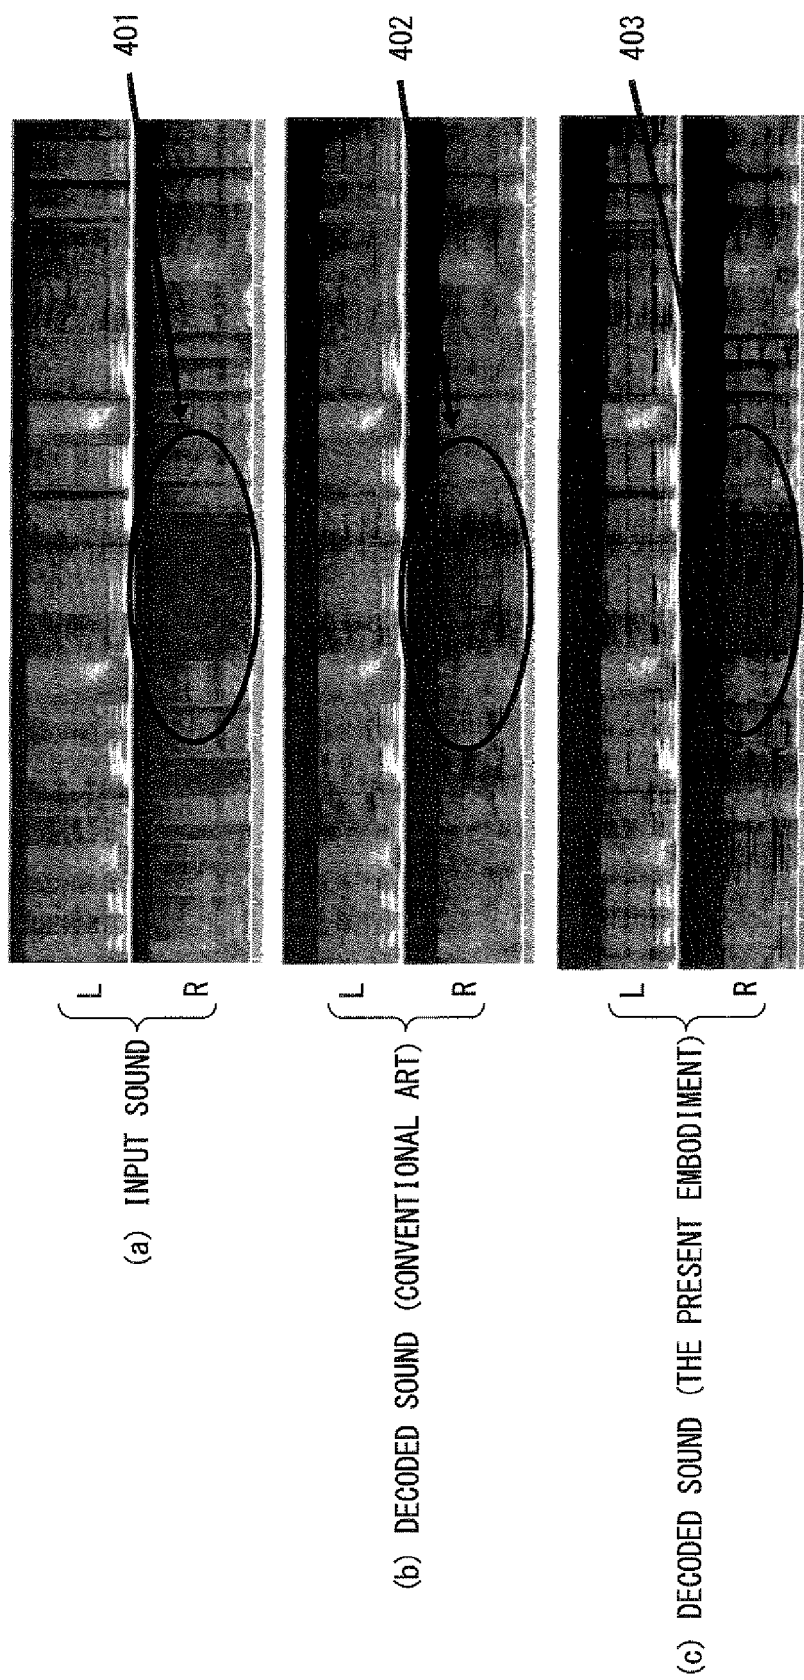 401
L
R
(a) INPUT SOUND
402
L
R
(b) DECODED SOUND (CONVENTIONAL ART)
403
L
R
(c) DECODED SOUND (THE PRESENT EMBODIMENT)